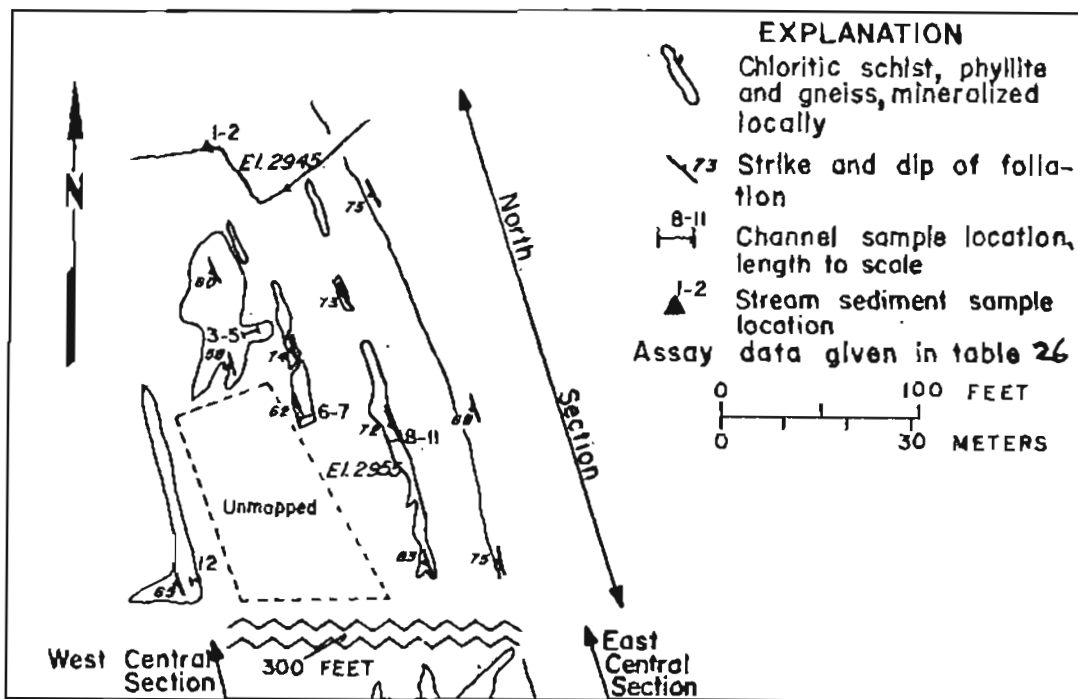 EXPLANATION
Chloritic schist, phyllite
and gneiss, mineralized
locally
73 Strike and dip of folia-
tion
8-11
Channel sample location,
length to scale
1-2
Stream sediment sample
location
Assay data given in table 26
0 100 FEET
0 30 METERS
N
1-2
El. 2945
75
North
Section
80
73
3-5
58
74
62
6-7
72
8-11
El. 2955
Unmapped
83
75
12
65
West Central
Section
300 FEET
East
Central
Section